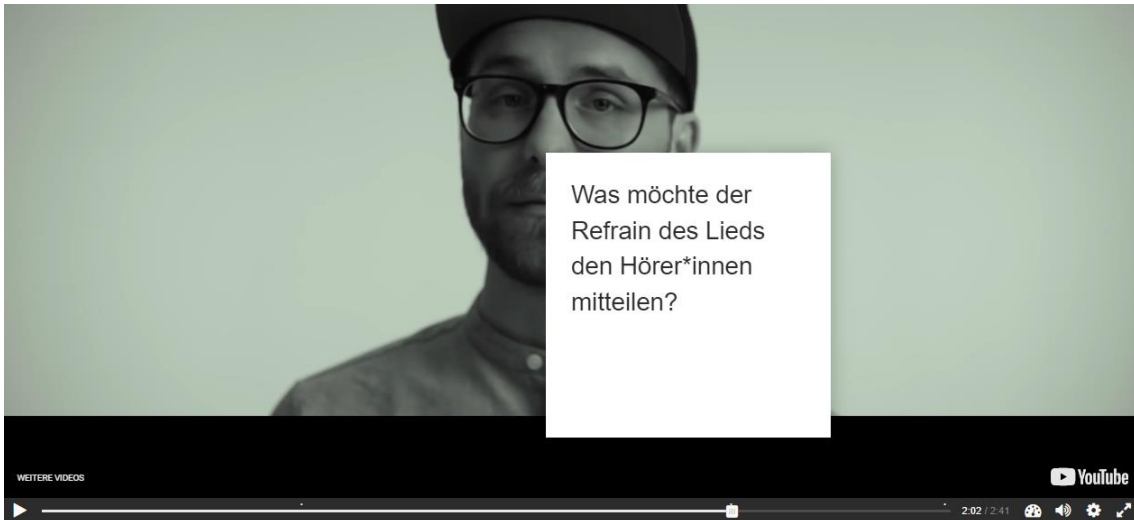 Was möchte der
Refrain des Lieds
den Hörer*innen
mitteilen?
WEITERE VIDEOS
YouTube
2:02 / 2:41